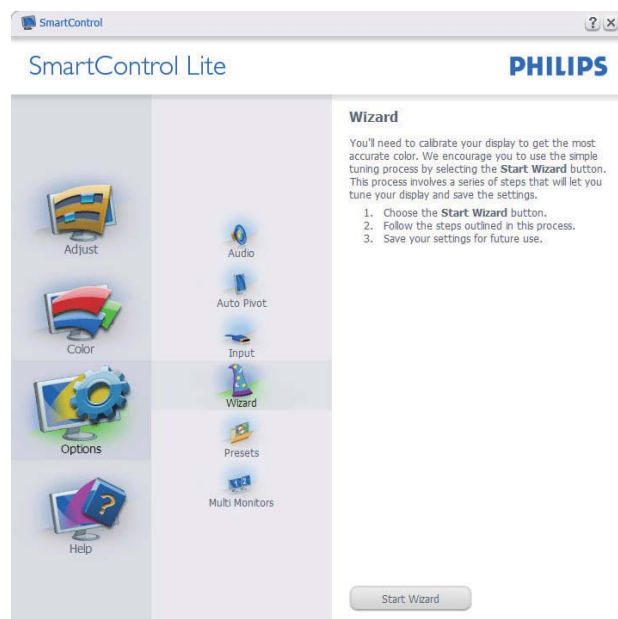 SmartControl
? X
SmartControl Lite
PHILIPS
Adjust
Color
Options
?
Help
Audio
Auto Pivot
Input
Wizard
Presets
1 2
Multi Monitors
Wizard
You'll need to calibrate your display to get the most
accurate color. We encourage you to use the simple
tuning process by selecting the Start Wizard button.
This process involves a series of steps that will let you
tune your display and save the settings.
1. Choose the Start Wizard button.
2. Follow the steps outlined in this process.
3. Save your settings for future use.
Start Wizard